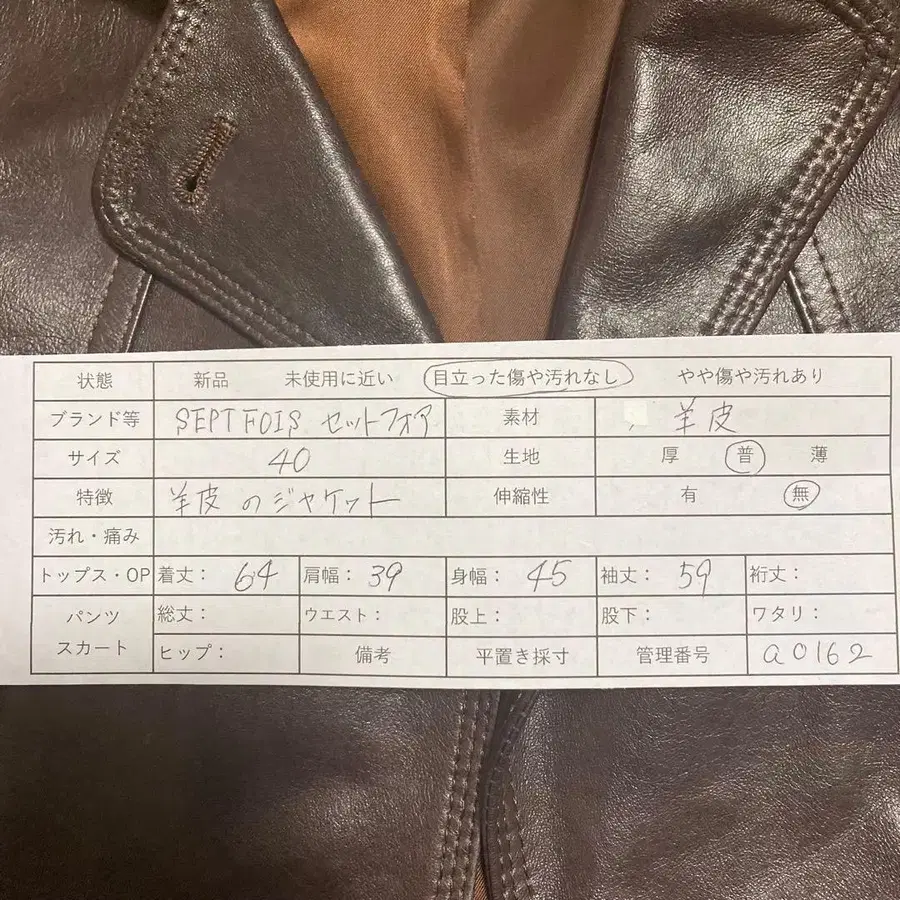 状態 新品 未使用に近い 目立った傷や汚れなし やや傷や汚れあり
ブランド等 SEPT FOIS セットフォア 素材 羊皮
サイズ 40 生地 厚 普 薄
特徴 羊皮のジャケット 伸縮性 有 無
汚れ・痛み
トップス・OP 着丈: 64 肩幅: 39 身幅: 45 袖丈: 59 裄丈:
パンツ 総丈: ウエスト: 股上: 股下: ワタリ:
スカート ヒップ: 備考 平置き採寸 管理番号 a0162